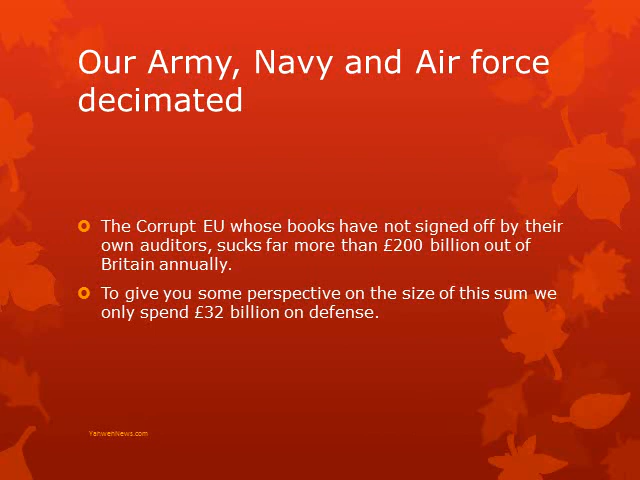 Our Army, Navy and Air force
decimated
The Corrupt EU whose books have not signed off by their
own auditors, sucks far more than £200 billion out of
Britain annually.
To give you some perspective on the size of this sum we
only spend £32 billion on defense.
YanwenNews.com